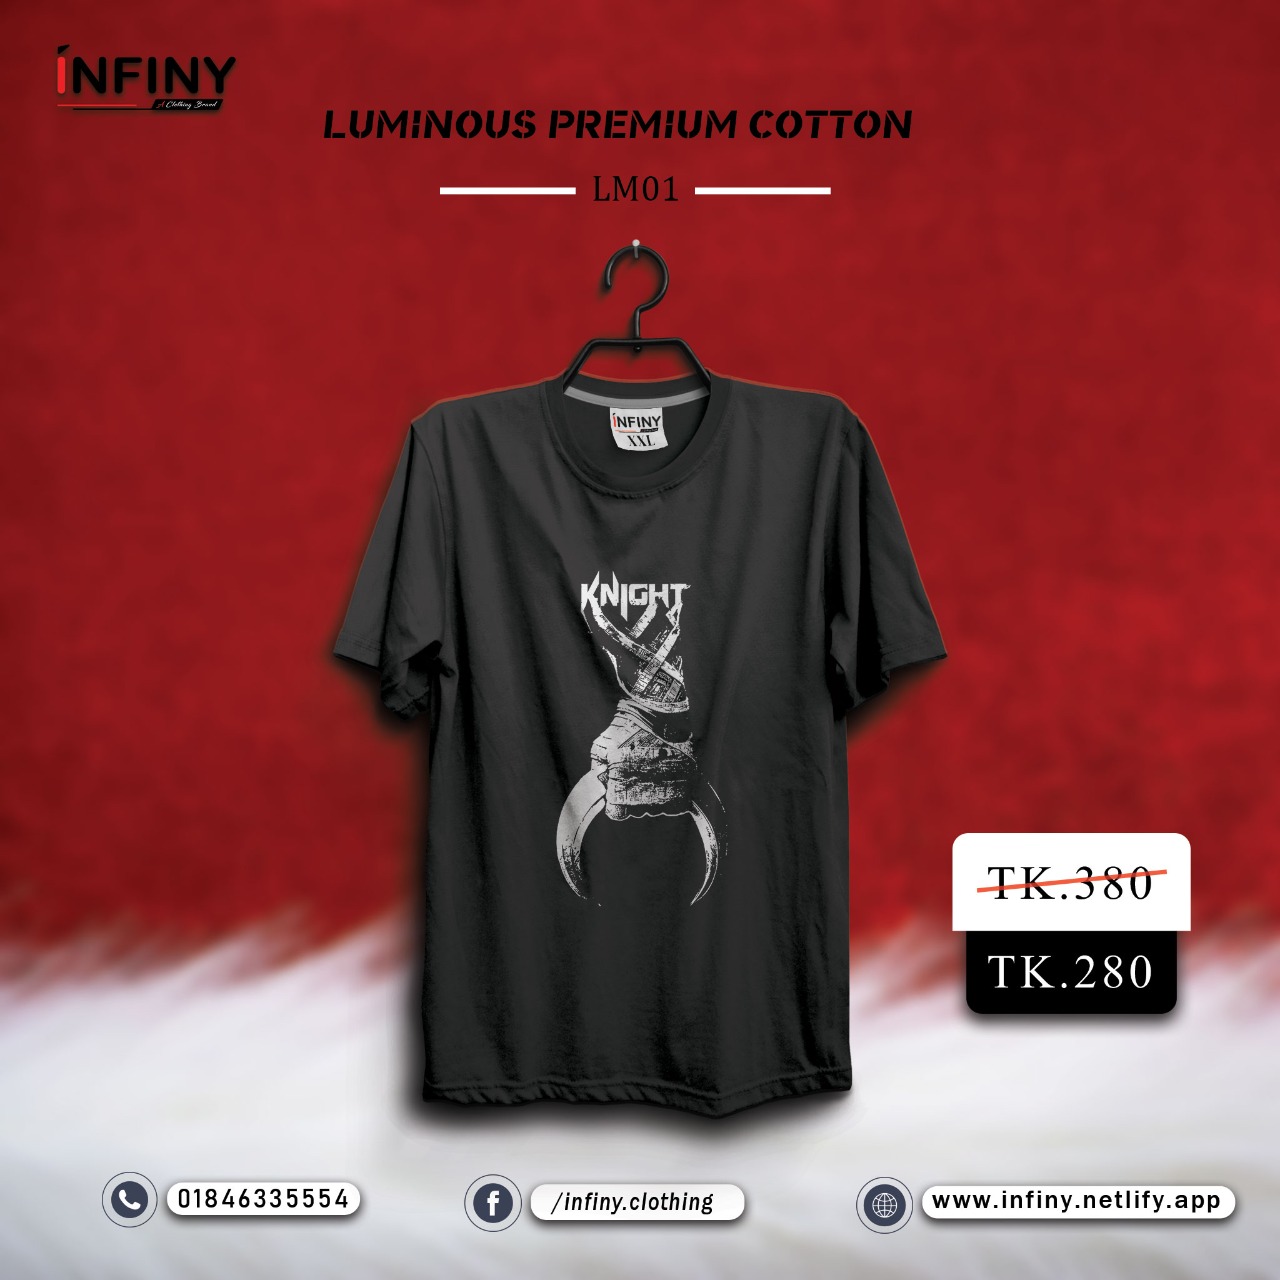 INFINY
A Clothing Brand
LUMINOUS PREMIUM COTTON
LM01
INFINY
XXL
KNIGHT
TK.380
TK.280
01846335554
/infiny.clothing
www.infiny.netlify.app